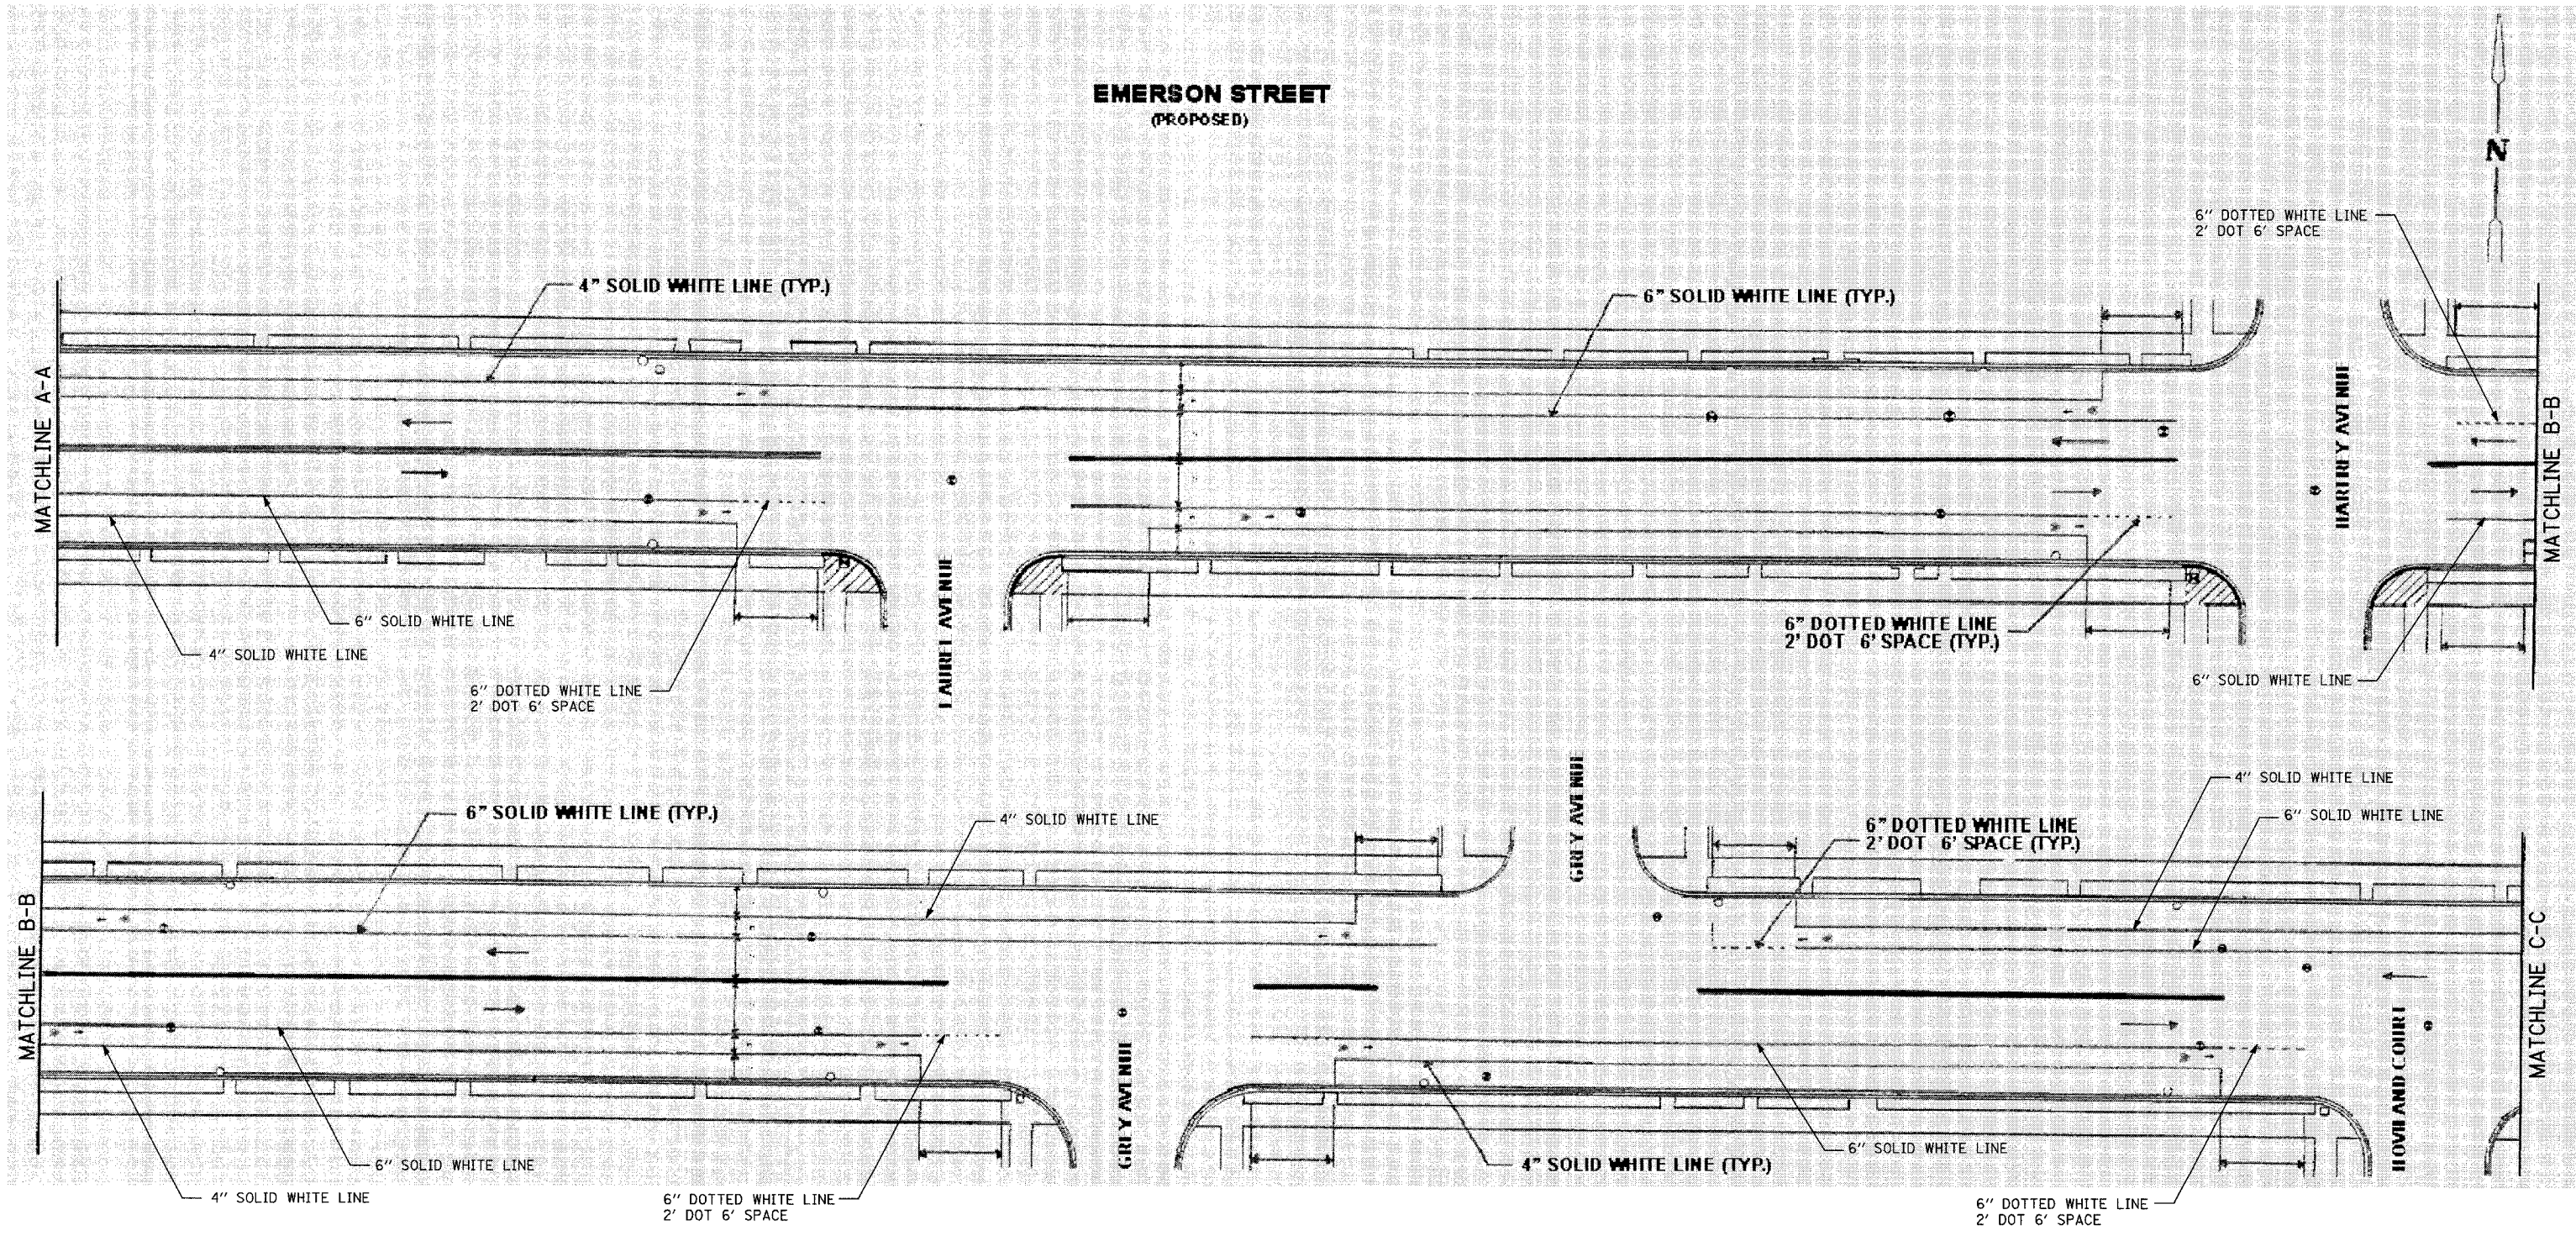 EMERSON STREET
(PROPOSED)
N
6" DOTTED WHITE LINE
2' DOT 6' SPACE
4" SOLID WHITE LINE (TYP.)
6" SOLID WHITE LINE (TYP.)
MATCHLINE A-A
HARTREY AVENUE
MATCHLINE B-B
LAUREL AVENUE
6" SOLID WHITE LINE
4" SOLID WHITE LINE
6" DOTTED WHITE LINE
2' DOT 6' SPACE (TYP.)
6" SOLID WHITE LINE
6" DOTTED WHITE LINE
2' DOT 6' SPACE
GREY AVENUE
4" SOLID WHITE LINE
6" SOLID WHITE LINE (TYP.)
4" SOLID WHITE LINE
6" SOLID WHITE LINE
6" DOTTED WHITE LINE
2' DOT 6' SPACE (TYP.)
MATCHLINE B-B
MATCHLINE C-C
GREY AVENUE
HOVLAND COURT
6" SOLID WHITE LINE
6" SOLID WHITE LINE
4" SOLID WHITE LINE (TYP.)
4" SOLID WHITE LINE
6" DOTTED WHITE LINE
2' DOT 6' SPACE
6" DOTTED WHITE LINE
2' DOT 6' SPACE